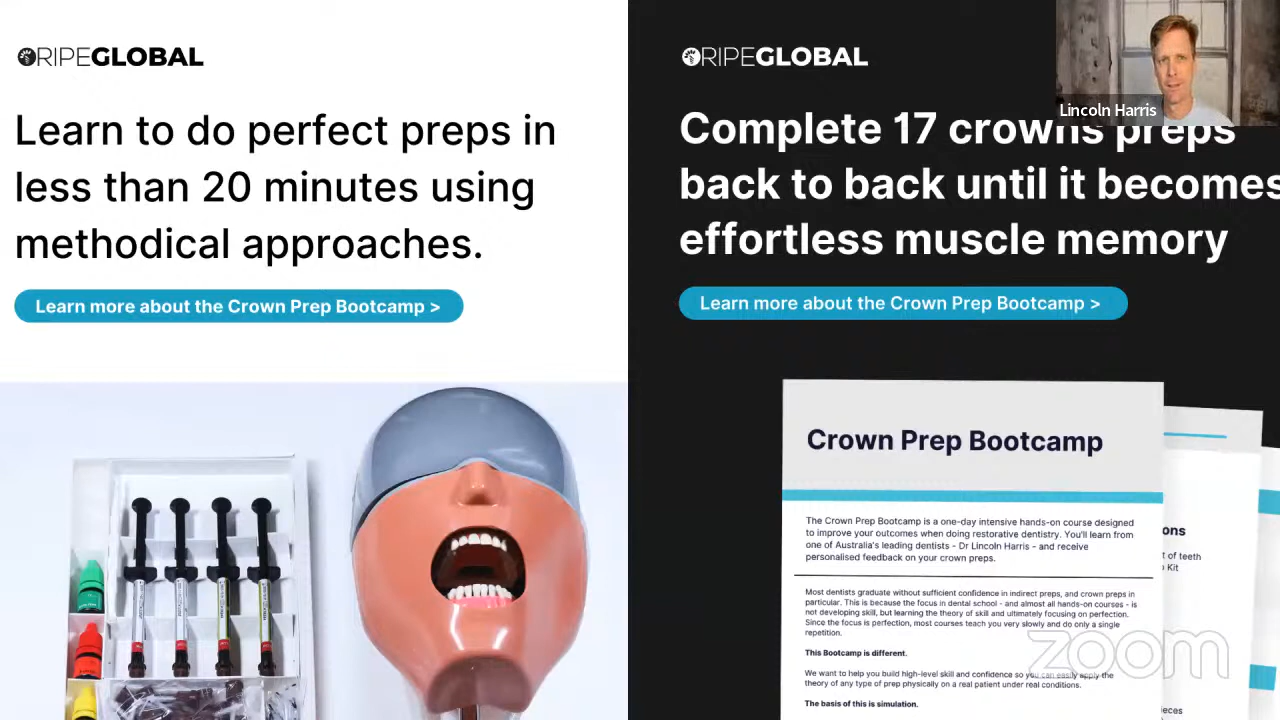 RIPEGLOBAL
Learn to do perfect preps in
less than 20 minutes using
methodical approaches.
Learn more about the Crown Prep Bootcamp >
RIPEGLOBAL
Lincoln Harris
Complete 17 crowns preps
back to back until it becomes
effortless muscle memory
Learn more about the Crown Prep Bootcamp >
Crown Prep Bootcamp
The Crown Prep Bootcamp is a one-day intensive hands-on course designed
to improve your outcomes when doing restorative dentistry. You'll learn from
one of Australia's leading dentists - Dr Lincoln Harris - and receive
personalised feedback on your crown preps.
Most dentists graduate without sufficient confidence in indirect preps, and crown preps in
particular. This is because the focus in dental school - and almost all hands-on courses - is
not developing skill, but learning the theory of skill and ultimately focusing on perfection.
Since the focus is perfection, most courses teach you very slowly and do only a single
repetition.
This Bootcamp is different.
We want to help you build high-level skill and confidence so you can easily apply the
theory of any type of prep physically on a real patient under real conditions.
The basis of this is simulation.
ons
t of teeth
Kit
ieces
zoom